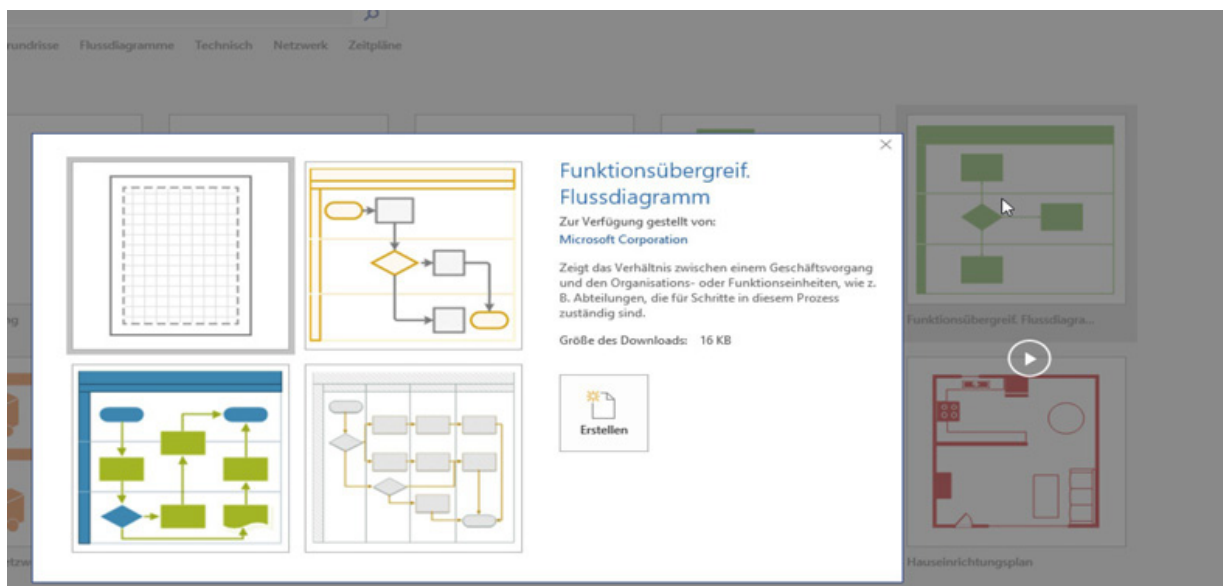 Flussdiagramme Technisch Netzwerk Zeitpläne
Funktionsübergreif.
Flussdiagramm
Zur Verfügung gestellt von:
Microsoft Corporation
Zeigt das Verhältnis zwischen einem Geschäftsvorgang
und den Organisations- oder Funktionseinheiten, wie z.
B. Abteilungen, die für Schritte in diesem Prozess
zuständig sind.
Größe des Downloads: 16 KB
Erstellen
Funktionsübergreif. Flussdiagra...
Hauseinrichtungsplan